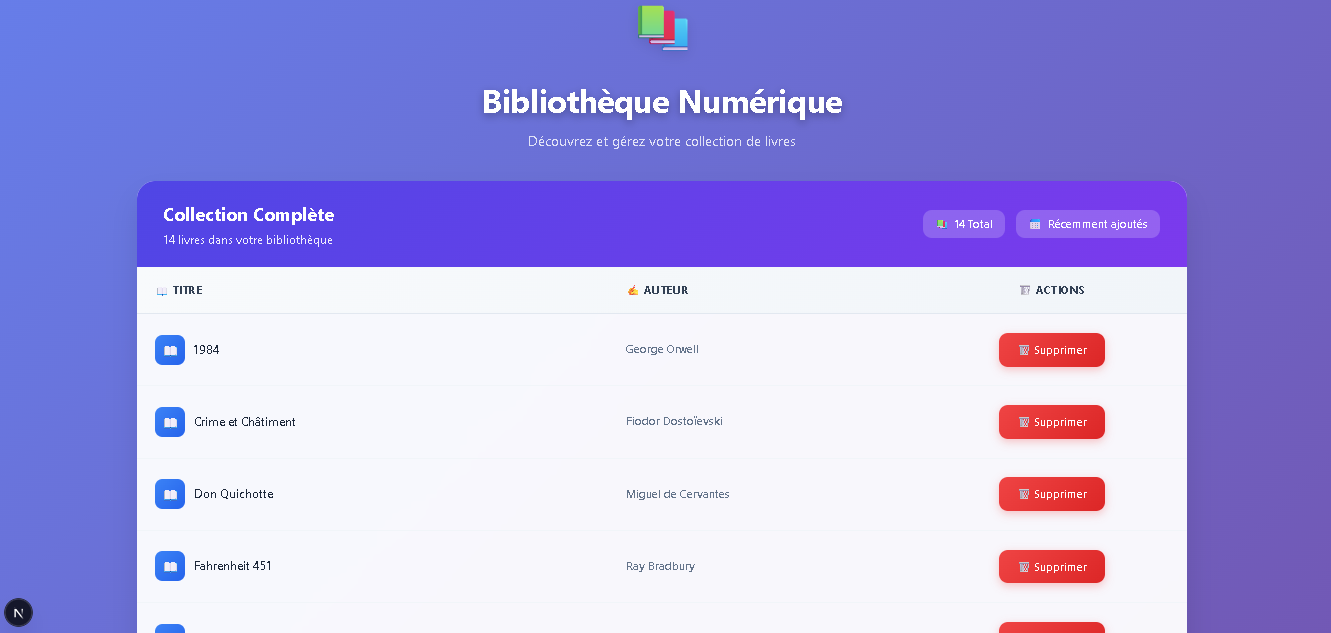 Bibliothèque Numérique
Découvrez et gérez votre collection de livres
Collection Complète
14 livres dans votre bibliothèque
14 Total
Récemment ajoutés
TITRE AUTEUR ACTIONS
1984 George Orwell Supprimer
Crime et Châtiment Fiodor Dostoïevski Supprimer
Don Quichotte Miguel de Cervantes Supprimer
Fahrenheit 451 Ray Bradbury Supprimer
N